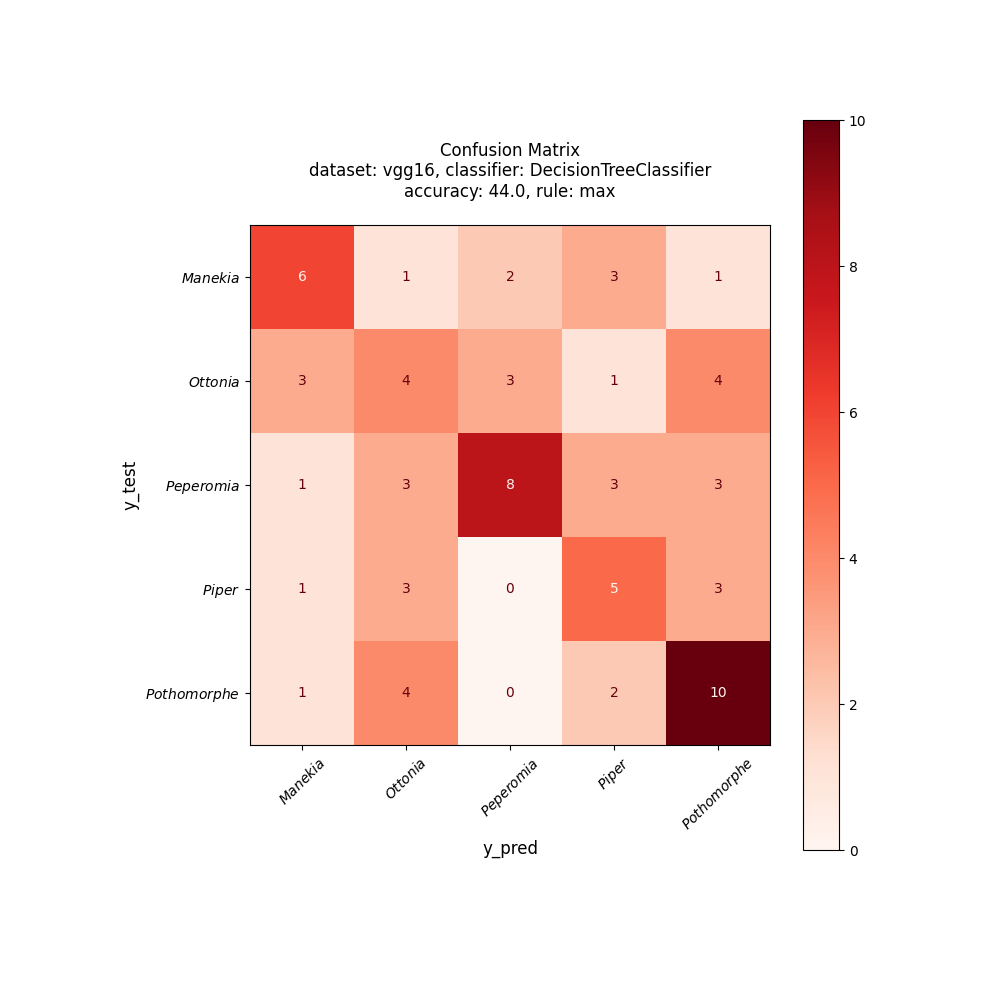 Confusion Matrix
dataset: vgg16, classifier: DecisionTreeClassifier
accuracy: 44.0, rule: max
10
8
6
4
2
0
y_test
Manekia 6 1 2 3 1
Ottonia 3 4 3 1 4
Peperomia 1 3 8 3 3
Piper 1 3 0 5 3
Pothomorphe 1 4 0 2 10
Manekia Ottonia Peperomia Piper Pothomorphe
y_pred